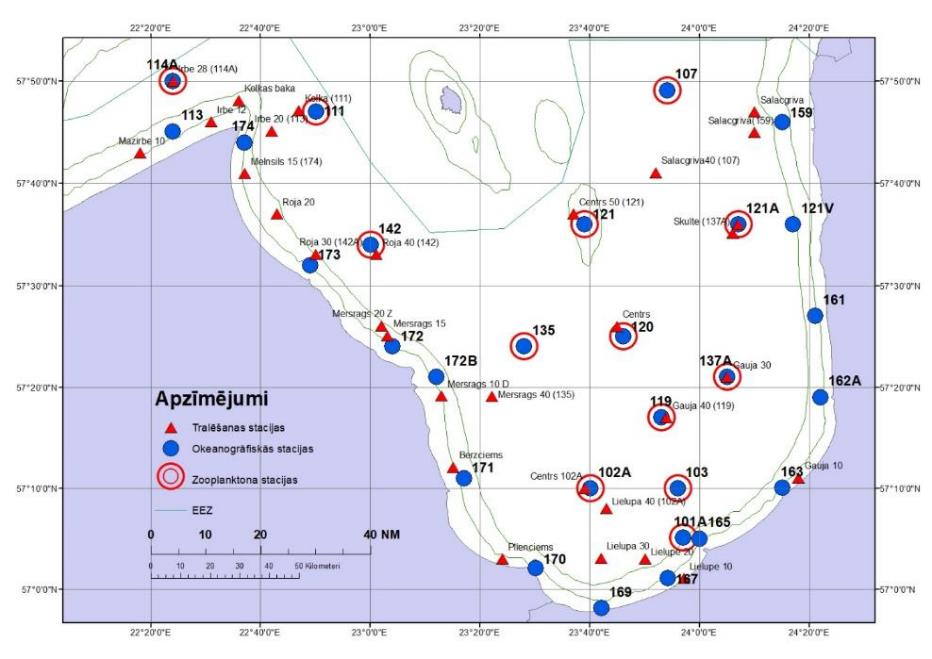 22°20'0"E 22°40'0"E 23°0'0"E 23°20'0"E 23°40'0"E 24°0'0"E 24°20'0"E
114A
Irbe 28 (114A)
107
57°50'0"N 57°50'0"N
Kolkas baka
Kolka (111)
111
Salacgriva
113
Irbe 12
Irbe 20 (113)
Salacgriva(159)
159
174
Mazirbe 10
Melnsils 15 (174)
Salacgriva40 (107)
57°40'0"N 57°40'0"N
Roja 20
Centrs 50 (121)
121
121A
121V
Skulte (137A)
142
Roja 30 (142A)
Roja 40 (142)
173
57°30'0"N 57°30'0"N
161
Mersrags 20 Z
Mersrags 15
Centrs
172
135
120
172B
137A
Gauja 30
57°20'0"N 57°20'0"N
Mersrags 10 D
Mersrags 40 (135)
162A
Apzīmējumi
119
Gauja 40 (119)
Tralēšanas stacijas
Okeanogrāfiskās stacijas
Zooplanktona stacijas
EEZ
Berzciems
171
Centrs 102A
102A
103
163
Gauja 10
57°10'0"N 57°10'0"N
Lielupa 40 (102A)
101A
165
0 10 20 40 NM
0 10 20 30 40 50 Kilometeri
Plienciems
170
Lielupa 30
Lielupe 20
Lielupe 10
167
57°0'0"N 57°0'0"N
169
22°20'0"E 22°40'0"E 23°0'0"E 23°20'0"E 23°40'0"E 24°0'0"E 24°20'0"E